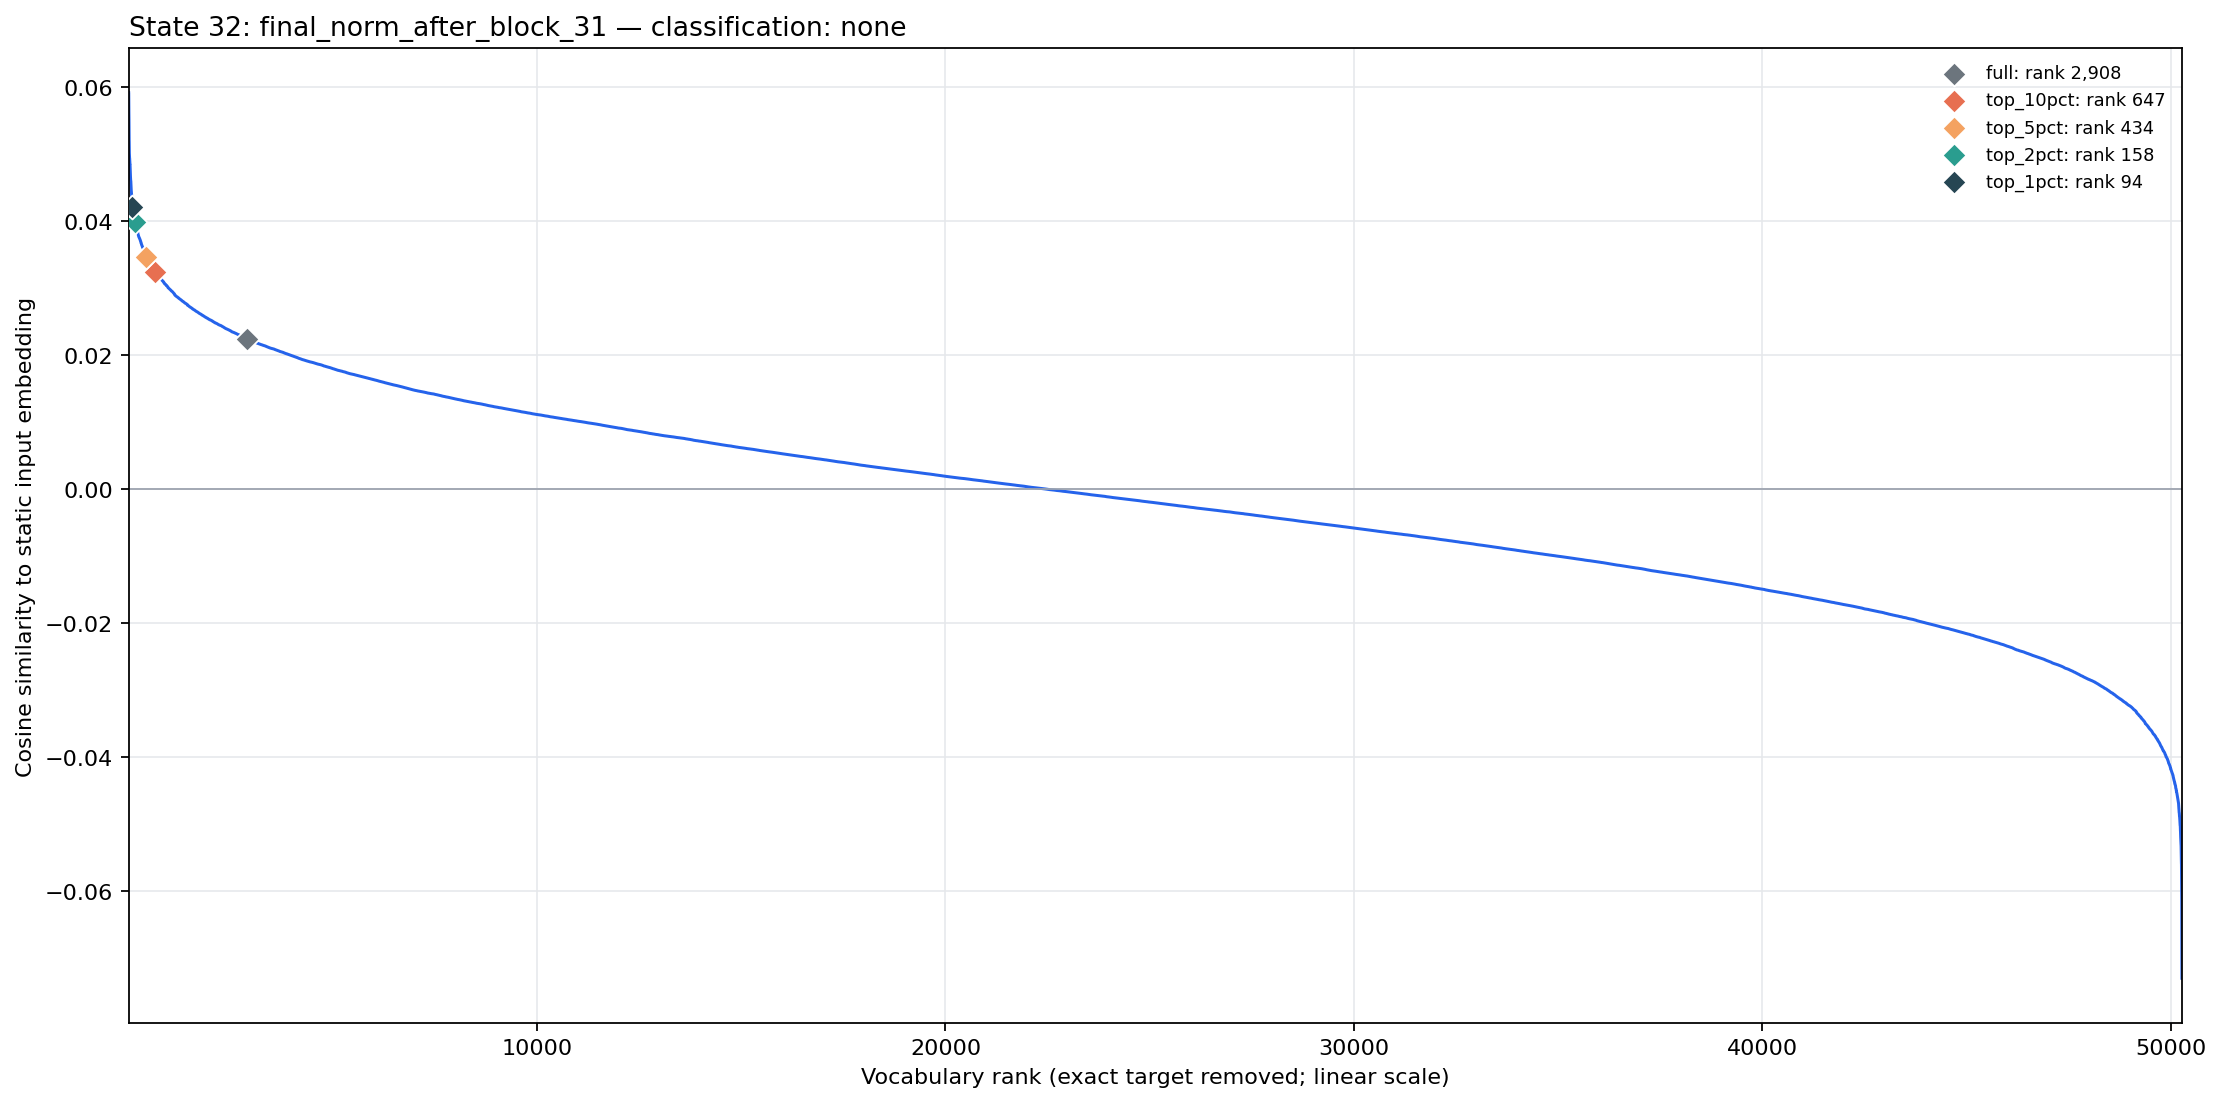 State 32: final_norm_after_block_31 — classification: none
full: rank 2,908
top_10pct: rank 647
top_5pct: rank 434
top_2pct: rank 158
top_1pct: rank 94
Cosine similarity to static input embedding
0.06
0.04
0.02
0.00
−0.02
−0.04
−0.06
10000
20000
30000
40000
50000
Vocabulary rank (exact target removed; linear scale)